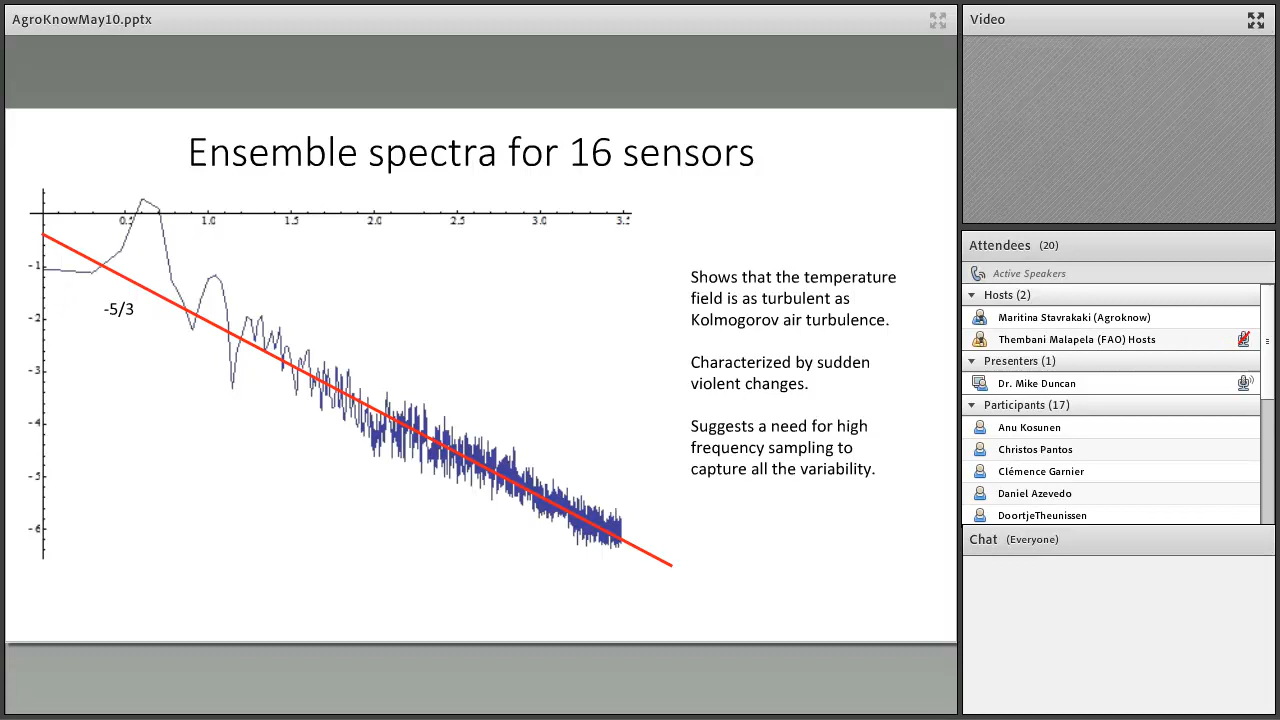 AgroKnowMay10.pptx
Ensemble spectra for 16 sensors
0.5 1.0 1.5 2.0 2.5 3.0 3.5
-1
-2
-3
-4
-5
-6
-5/3
Shows that the temperature
field is as turbulent as
Kolmogorov air turbulence.
Characterized by sudden
violent changes.
Suggests a need for high
frequency sampling to
capture all the variability.
Video
Attendees (20)
Active Speakers
Hosts (2)
Maritina Stavrakaki (Agroknow)
Thembani Malapela (FAO) Hosts
Presenters (1)
Dr. Mike Duncan
Participants (17)
Anu Kosunen
Christos Pantos
Clémence Garnier
Daniel Azevedo
DoortjeTheunissen
Chat (Everyone)